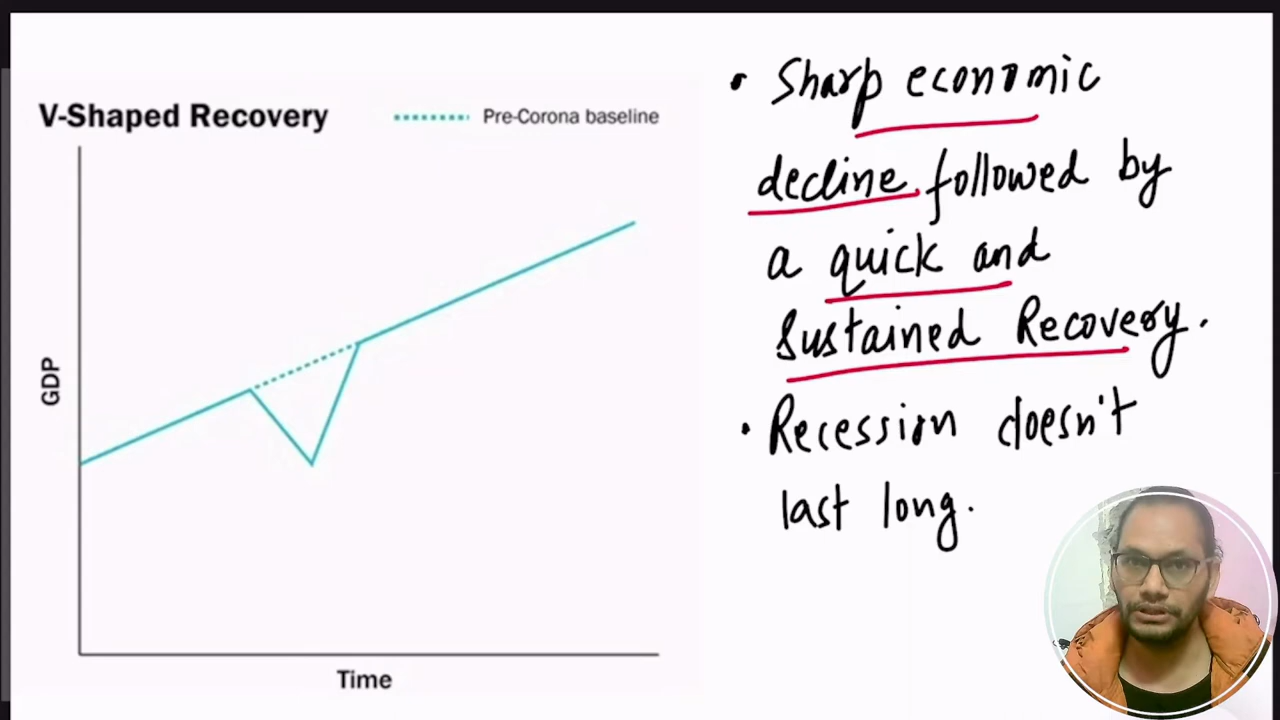 V-Shaped Recovery
Pre-Corona baseline
GDP
Time
• Sharp economic
decline followed by
a quick and
Sustained Recovery.
• Recession doesn't
last long.